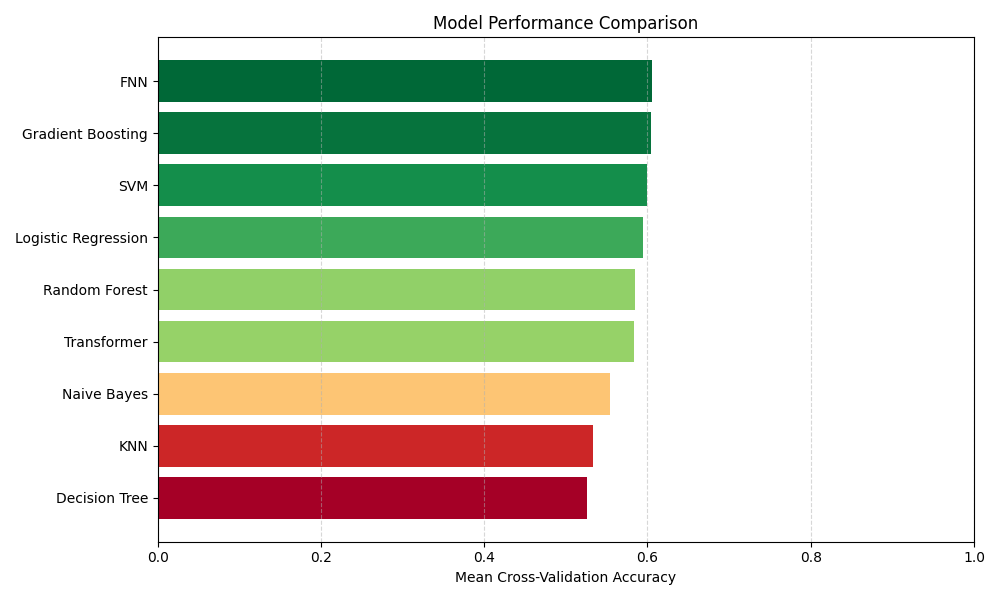 Model Performance Comparison
FNN
Gradient Boosting
SVM
Logistic Regression
Random Forest
Transformer
Naive Bayes
KNN
Decision Tree
0.0 0.2 0.4 0.6 0.8 1.0
Mean Cross-Validation Accuracy